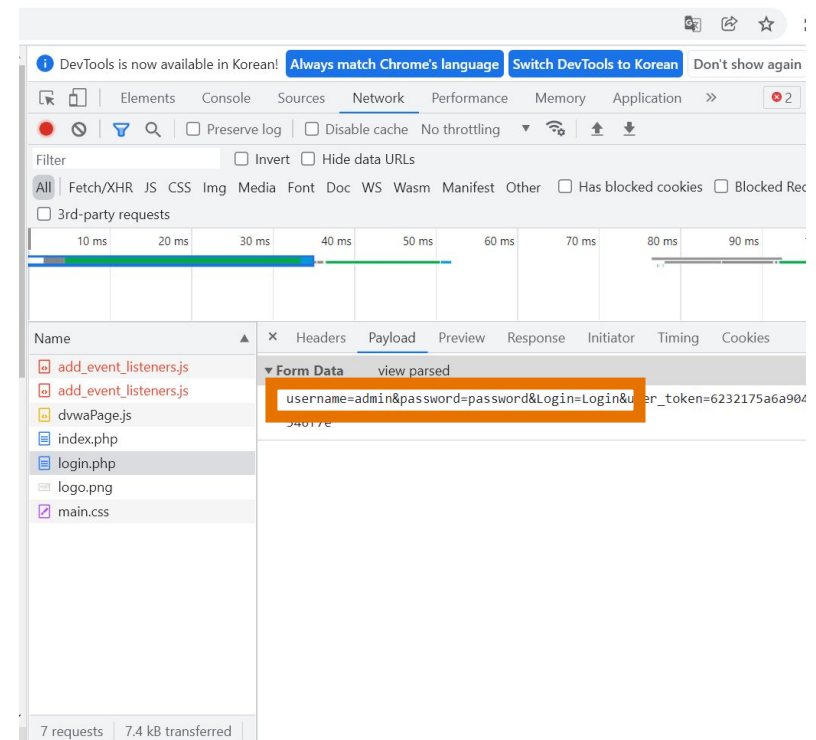 DevTools is now available in Korean! Always match Chrome's language Switch DevTools to Korean Don't show again
Elements Console Sources Network Performance Memory Application » 2
Preserve log Disable cache No throttling
Filter Invert Hide data URLs
All Fetch/XHR JS CSS Img Media Font Doc WS Wasm Manifest Other Has blocked cookies Blocked Rec
3rd-party requests
10 ms 20 ms 30 ms 40 ms 50 ms 60 ms 70 ms 80 ms 90 ms
Name × Headers Payload Preview Response Initiator Timing Cookies
add_event_listeners.js
add_event_listeners.js
dvwaPage.js
index.php
login.php
logo.png
main.css
Form Data view parsed
username=admin&password=password&Login=Login&u er_token=6232175a6a904
7 requests 7.4 kB transferred